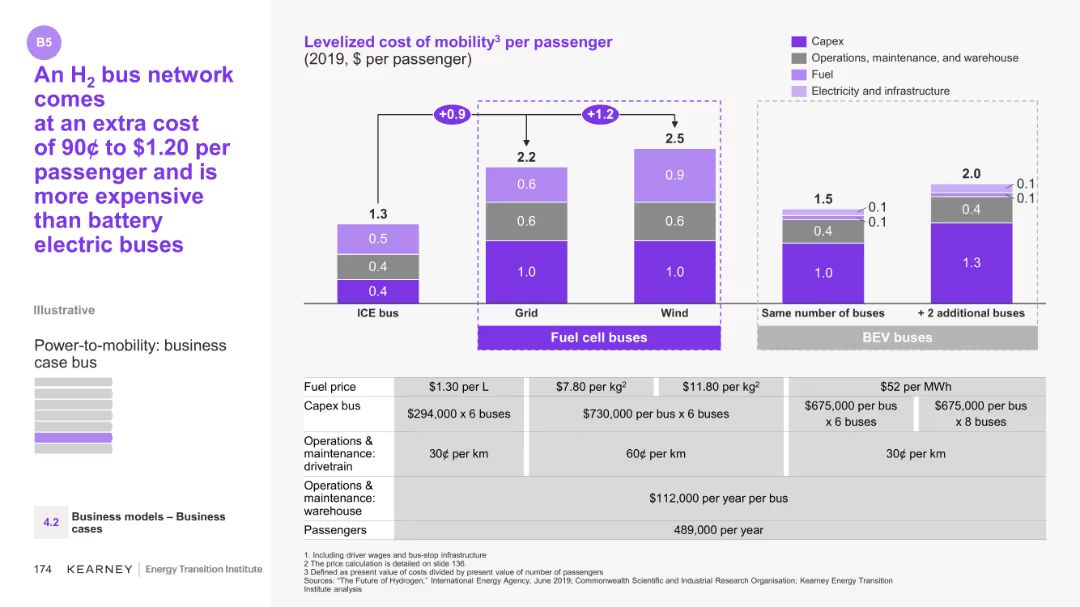 B5
An H2 bus network
comes
at an extra cost
of 90¢ to $1.20 per
passenger and is
more expensive
than battery
electric buses
Illustrative
Power-to-mobility: business
case bus
4.2
Business models – Business
cases
174 KEARNEY Energy Transition Institute
Levelized cost of mobility3 per passenger
(2019, $ per passenger)
Capex
Operations, maintenance, and warehouse
Fuel
Electricity and infrastructure
+0.9 +1.2
1.3
0.5
0.4
0.4
ICE bus
2.2
0.6
0.6
1.0
Grid
2.5
0.9
0.6
1.0
Wind
Fuel cell buses
1.5
0.1
0.1
0.4
1.0
Same number of buses
2.0
0.1
0.1
0.4
1.3
+ 2 additional buses
BEV buses
Fuel price $1.30 per L $7.80 per kg2 $11.80 per kg2 $52 per MWh
Capex bus $294,000 x 6 buses $730,000 per bus x 6 buses $675,000 per bus $675,000 per bus
x 6 buses x 8 buses
Operations &
maintenance: 30¢ per km 60¢ per km 30¢ per km
drivetrain
Operations &
maintenance: $112,000 per year per bus
warehouse
Passengers 489,000 per year
1. Including driver wages and bus-stop infrastructure
2 The price calculation is detailed on slide 136.
3 Defined as present value of costs divided by present value of number of passengers
Sources: “The Future of Hydrogen,” International Energy Agency, June 2019; Commonwealth Scientific and Industrial Research Organisation; Kearney Energy Transition
Institute analysis